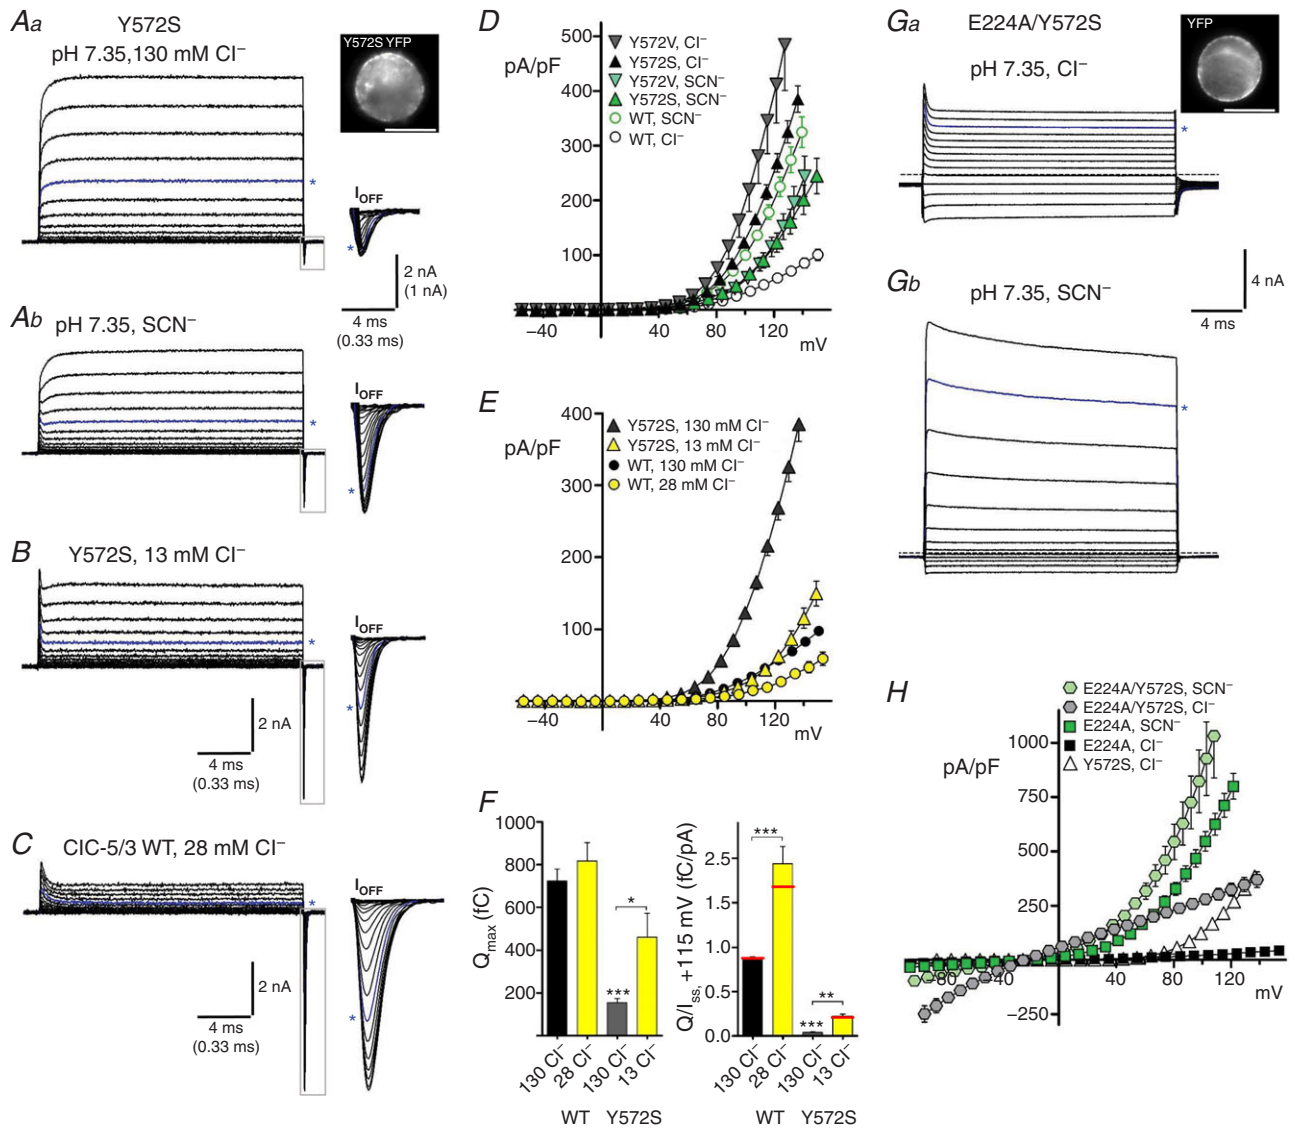 Aa
Y572S
pH 7.35,130 mM Cl⁻
Y572S YFP
*
I_OFF
*
2 nA
(1 nA)
4 ms
(0.33 ms)
Ab
pH 7.35, SCN⁻
*
I_OFF
*
B
Y572S, 13 mM Cl⁻
*
I_OFF
*
2 nA
4 ms
(0.33 ms)
C
ClC-5/3 WT, 28 mM Cl⁻
*
I_OFF
*
2 nA
4 ms
(0.33 ms)
D
pA/pF
500
400
300
200
100
Y572V, Cl⁻
Y572S, Cl⁻
Y572V, SCN⁻
Y572S, SCN⁻
WT, SCN⁻
WT, Cl⁻
−40
40
80
120
mV
E
pA/pF
400
300
200
100
Y572S, 130 mM Cl⁻
Y572S, 13 mM Cl⁻
WT, 130 mM Cl⁻
WT, 28 mM Cl⁻
−40
40
80
120
mV
F
Q_max (fC)
1000
800
600
400
200
***
*
130 Cl⁻
28 Cl⁻
130 Cl⁻
13 Cl⁻
WT
Y572S
Q/I_ss, +115 mV (fC/pA)
2.5
1.0
0.5
0.0
***
***
**
130 Cl⁻
28 Cl⁻
130 Cl⁻
13 Cl⁻
WT
Y572S
Ga
E224A/Y572S
pH 7.35, Cl⁻
YFP
*
Gb
pH 7.35, SCN⁻
4 nA
4 ms
*
H
E224A/Y572S, SCN⁻
E224A/Y572S, Cl⁻
E224A, SCN⁻
E224A, Cl⁻
Y572S, Cl⁻
pA/pF
1000
750
500
250
−250
−80
40
80
120
mV